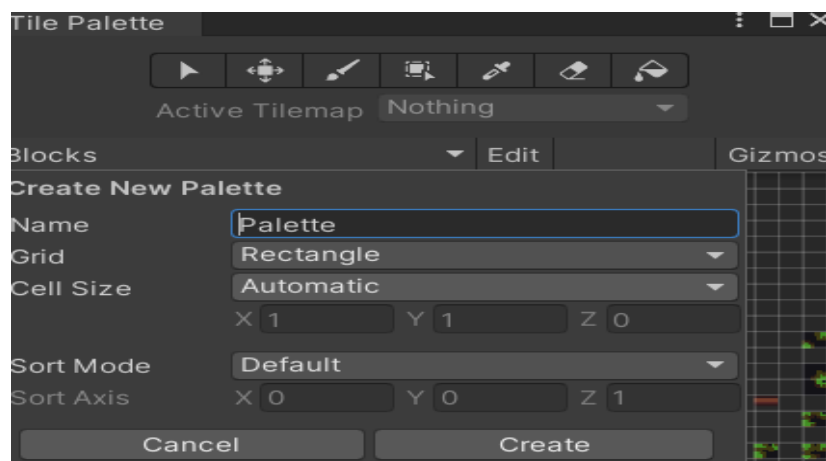 Tile Palette
Active Tilemap Nothing
Blocks Edit Gizmos
Create New Palette
Name Palette
Grid Rectangle
Cell Size Automatic
X 1 Y 1 Z 0
Sort Mode Default
Sort Axis X 0 Y 0 Z 1
Cancel Create